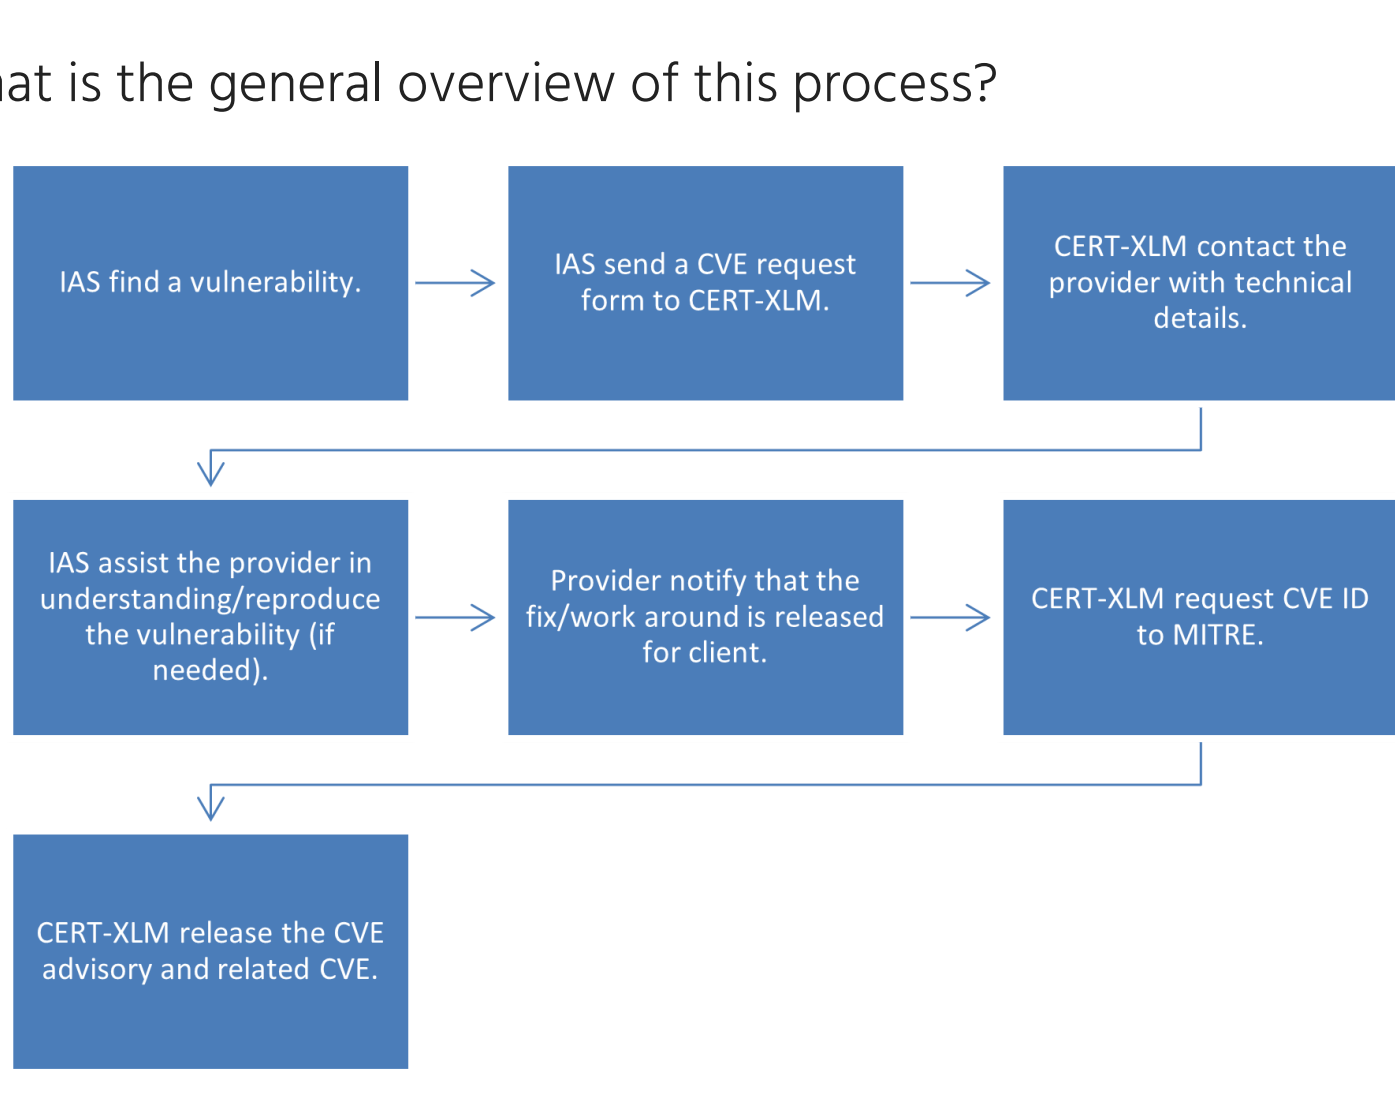 at is the general overview of this process?
IAS find a vulnerability.
IAS send a CVE request
form to CERT-XLM.
CERT-XLM contact the
provider with technical
details.
IAS assist the provider in
understanding/reproduce
the vulnerability (if
needed).
Provider notify that the
fix/work around is released
for client.
CERT-XLM request CVE ID
to MITRE.
CERT-XLM release the CVE
advisory and related CVE.